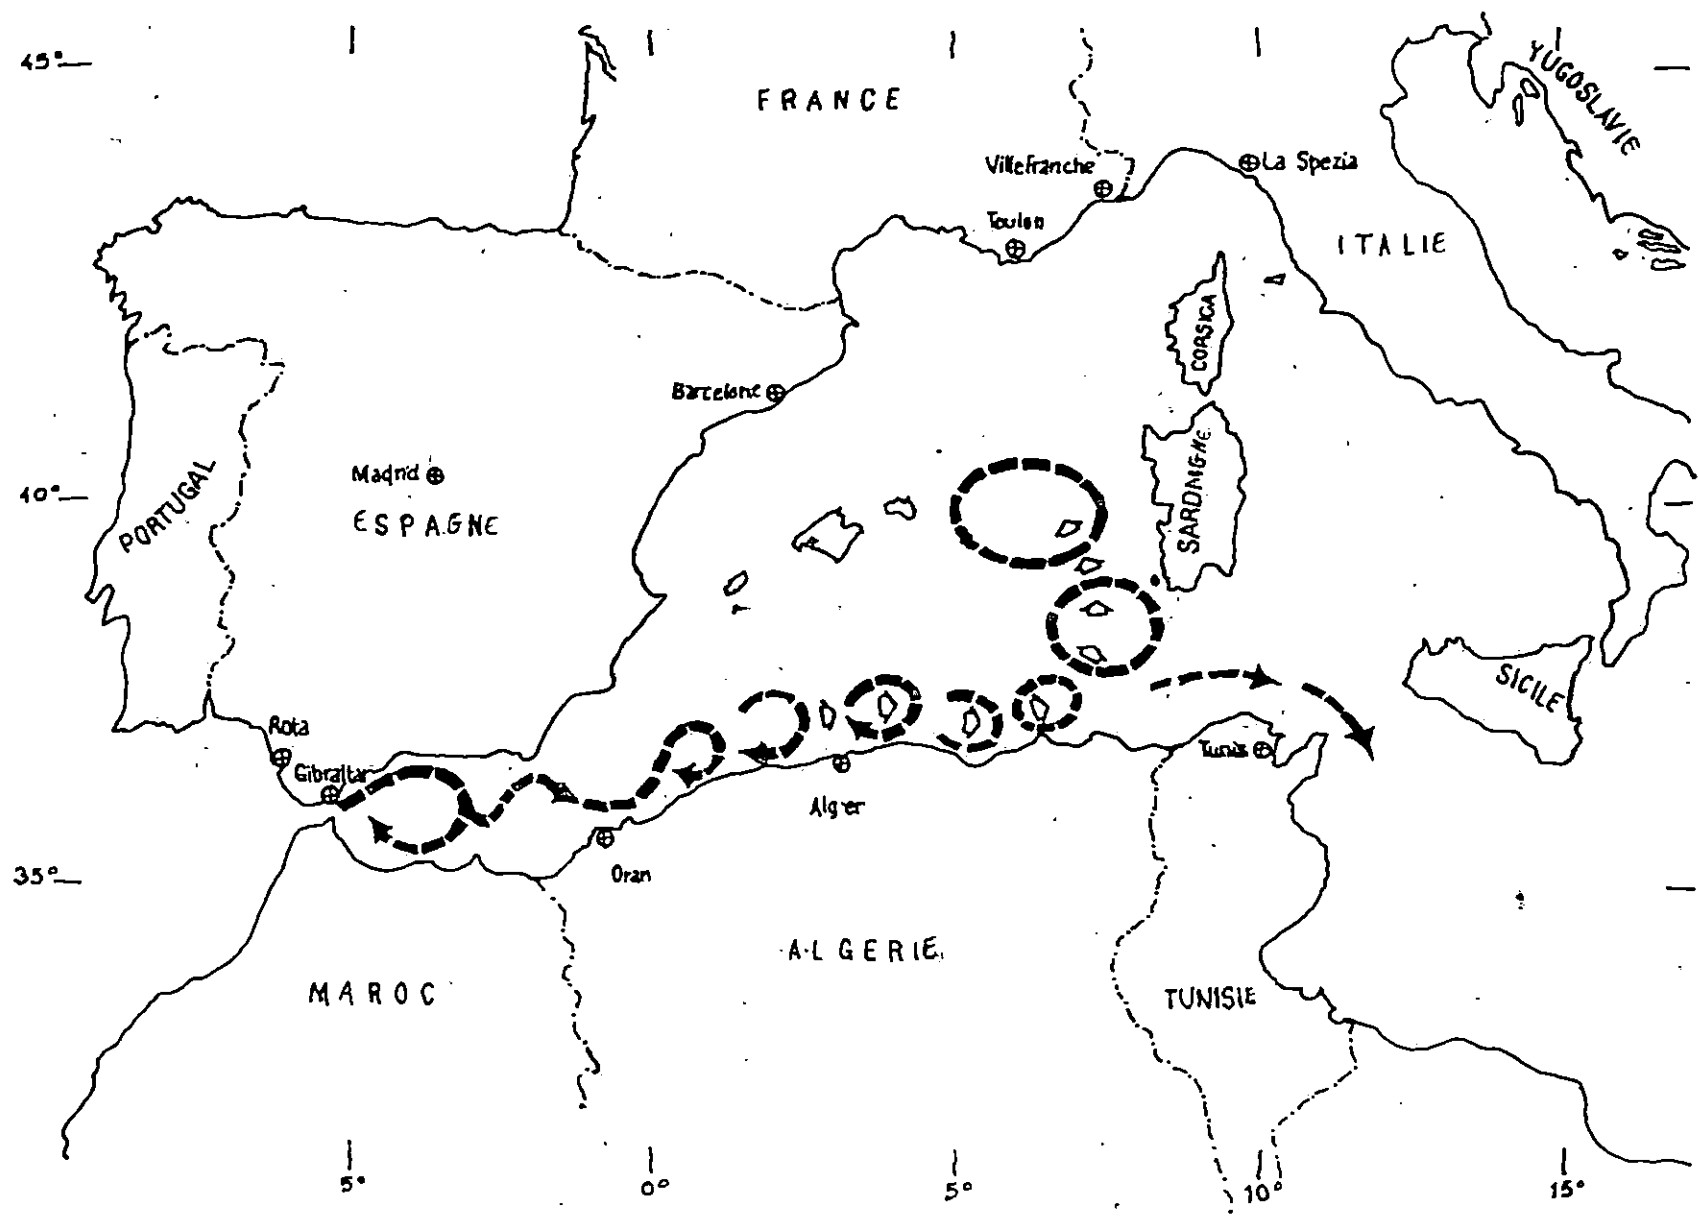 45°
FRANCE
YUGOSLAVIE
Villefranche
La Spezia
Toulon
ITALIE
CORSICA
Barcelone
SARDAIGNE
Madrid
40°
PORTUGAL
ESPAGNE
SICILE
Rota
Tunis
Gibraltar
Alger
Oran
35°
ALGERIE
MAROC
TUNISIE
5°
0°
5°
10°
15°